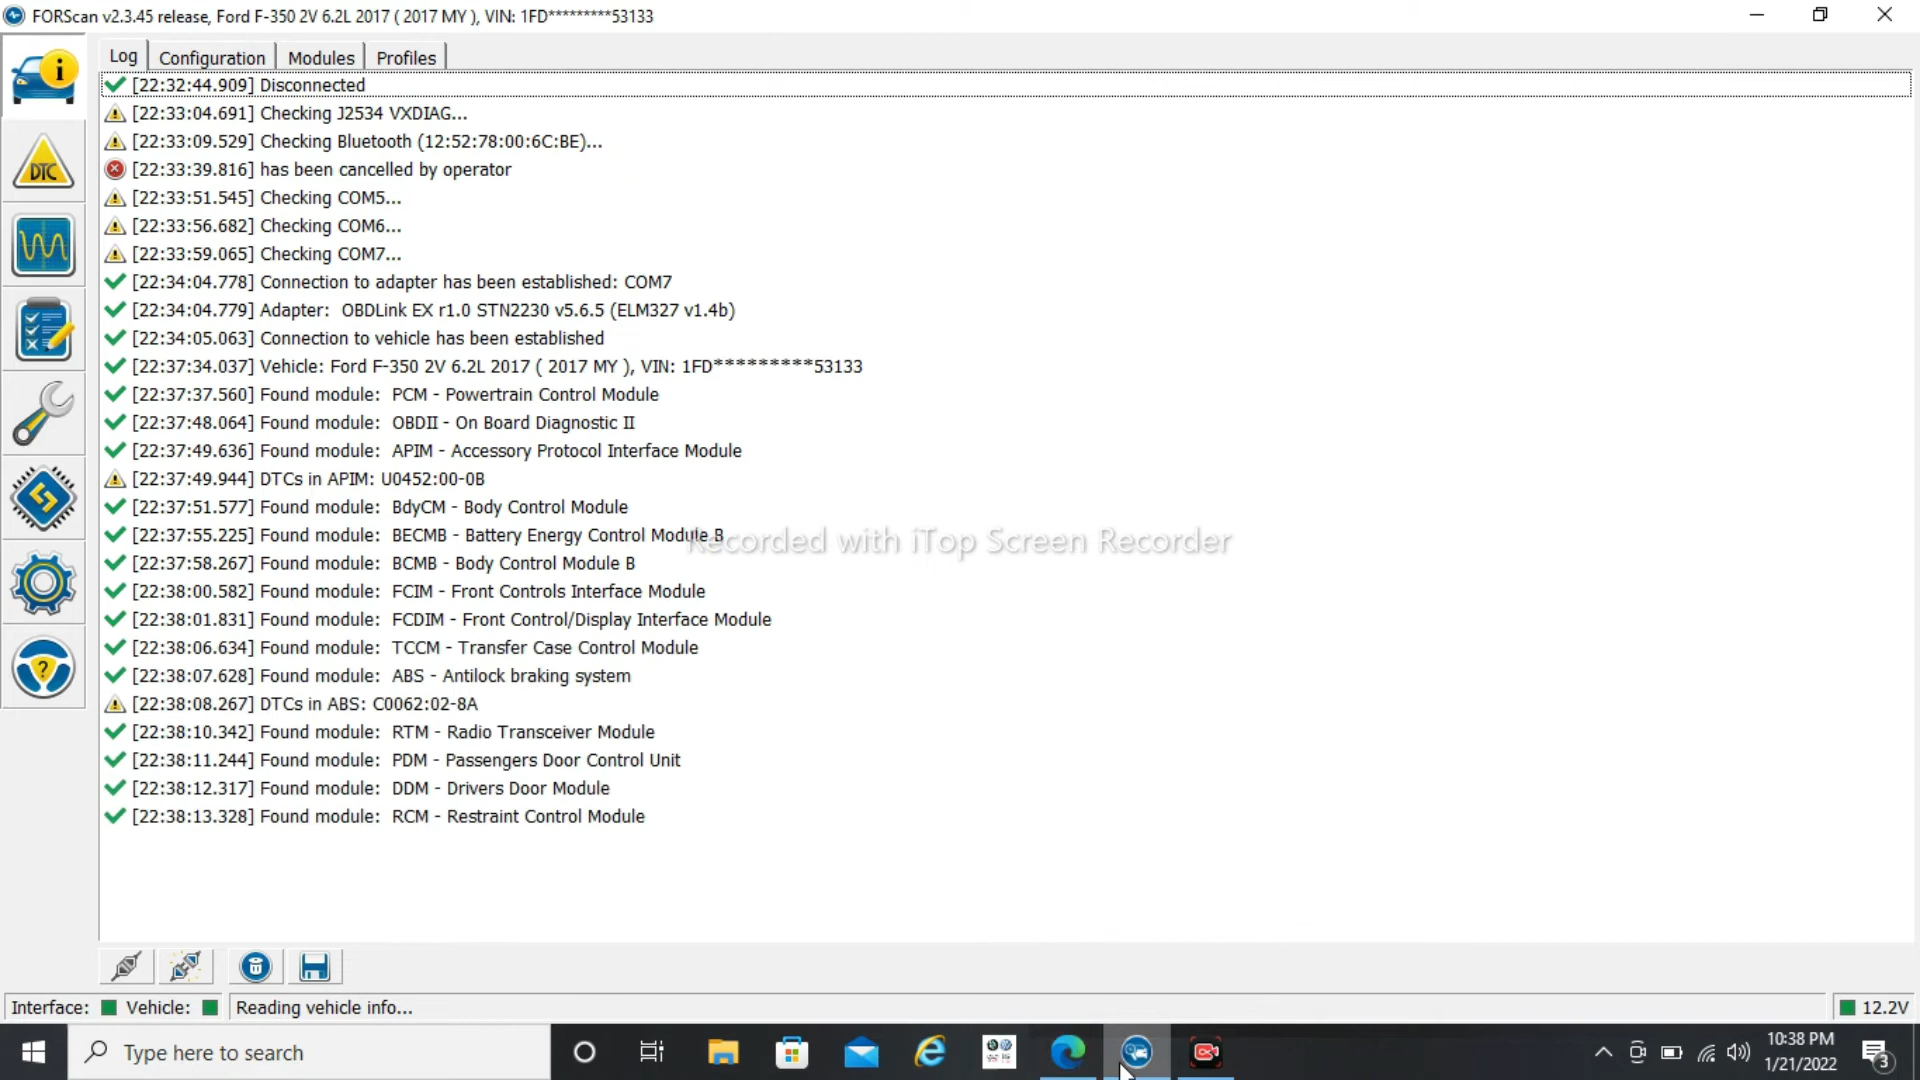 FORScan v2.3.45 release, Ford F-350 2V 6.2L 2017 ( 2017 MY ), VIN: 1FD*********53133
Log Configuration Modules Profiles
i
DTC
?
[22:32:44.909] Disconnected
[22:33:04.691] Checking J2534 VXDIAG...
[22:33:09.529] Checking Bluetooth (12:52:78:00:6C:BE)...
[22:33:39.816] has been cancelled by operator
[22:33:51.545] Checking COM5...
[22:33:56.682] Checking COM6...
[22:33:59.065] Checking COM7...
[22:34:04.778] Connection to adapter has been established: COM7
[22:34:04.779] Adapter: OBDLink EX r1.0 STN2230 v5.6.5 (ELM327 v1.4b)
[22:34:05.063] Connection to vehicle has been established
[22:37:34.037] Vehicle: Ford F-350 2V 6.2L 2017 ( 2017 MY ), VIN: 1FD*********53133
[22:37:37.560] Found module: PCM - Powertrain Control Module
[22:37:48.064] Found module: OBDII - On Board Diagnostic II
[22:37:49.636] Found module: APIM - Accessory Protocol Interface Module
[22:37:49.944] DTCs in APIM: U0452:00-0B
[22:37:51.577] Found module: BdyCM - Body Control Module
[22:37:55.225] Found module: BECMB - Battery Energy Control Module B
Recorded with iTop Screen Recorder
[22:37:58.267] Found module: BCMB - Body Control Module B
[22:38:00.582] Found module: FCIM - Front Controls Interface Module
[22:38:01.831] Found module: FCDIM - Front Control/Display Interface Module
[22:38:06.634] Found module: TCCM - Transfer Case Control Module
[22:38:07.628] Found module: ABS - Antilock braking system
[22:38:08.267] DTCs in ABS: C0062:02-8A
[22:38:10.342] Found module: RTM - Radio Transceiver Module
[22:38:11.244] Found module: PDM - Passengers Door Control Unit
[22:38:12.317] Found module: DDM - Drivers Door Module
[22:38:13.328] Found module: RCM - Restraint Control Module
Interface: Vehicle: Reading vehicle info... 12.2V
Type here to search
10:38 PM
1/21/2022
3